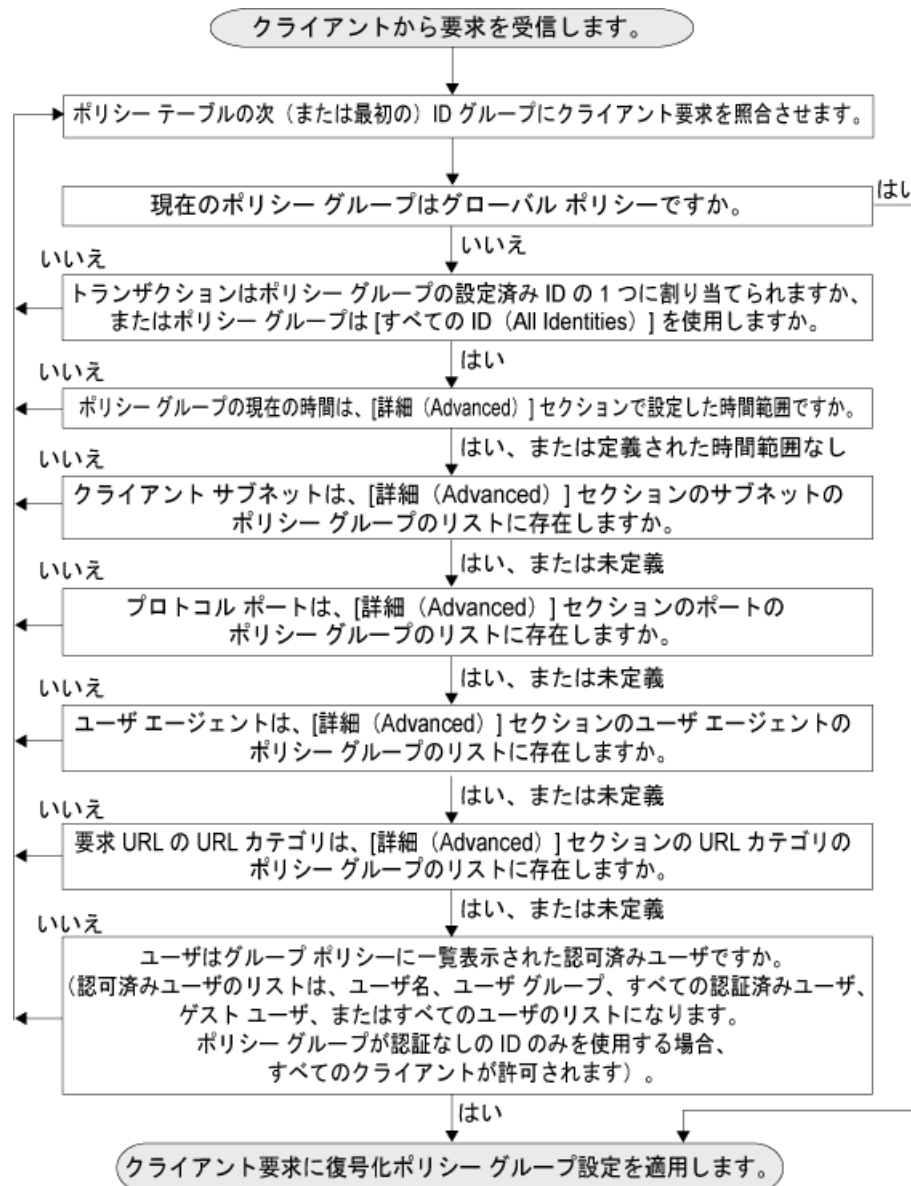 クライアントから要求を受信します。
ポリシー テーブルの次（または最初の）ID グループにクライアント要求を照合させます。
現在のポリシー グループはグローバル ポリシーですか。
はい
いいえ
いいえ
トランザクションはポリシー グループの設定済み ID の 1 つに割り当てられますか、
またはポリシー グループは [すべての ID（All Identities）] を使用しますか。
はい
いいえ
ポリシー グループの現在の時間は、[詳細（Advanced）] セクションで設定した時間範囲ですか。
はい、または定義された時間範囲なし
いいえ
クライアント サブネットは、[詳細（Advanced）] セクションのサブネットの
ポリシー グループのリストに存在しますか。
はい、または未定義
いいえ
プロトコル ポートは、[詳細（Advanced）] セクションのポートの
ポリシー グループのリストに存在しますか。
はい、または未定義
いいえ
ユーザ エージェントは、[詳細（Advanced）] セクションのユーザ エージェントの
ポリシー グループのリストに存在しますか。
はい、または未定義
いいえ
要求 URL の URL カテゴリは、[詳細（Advanced）] セクションの URL カテゴリの
ポリシー グループのリストに存在しますか。
はい、または未定義
いいえ
ユーザはグループ ポリシーに一覧表示された認可済みユーザですか。
（認可済みユーザのリストは、ユーザ名、ユーザ グループ、すべての認証済みユーザ、
ゲスト ユーザ、またはすべてのユーザのリストになります。
ポリシー グループが認証なしの ID のみを使用する場合、
すべてのクライアントが許可されます）。
はい
クライアント要求に復号化ポリシー グループ設定を適用します。